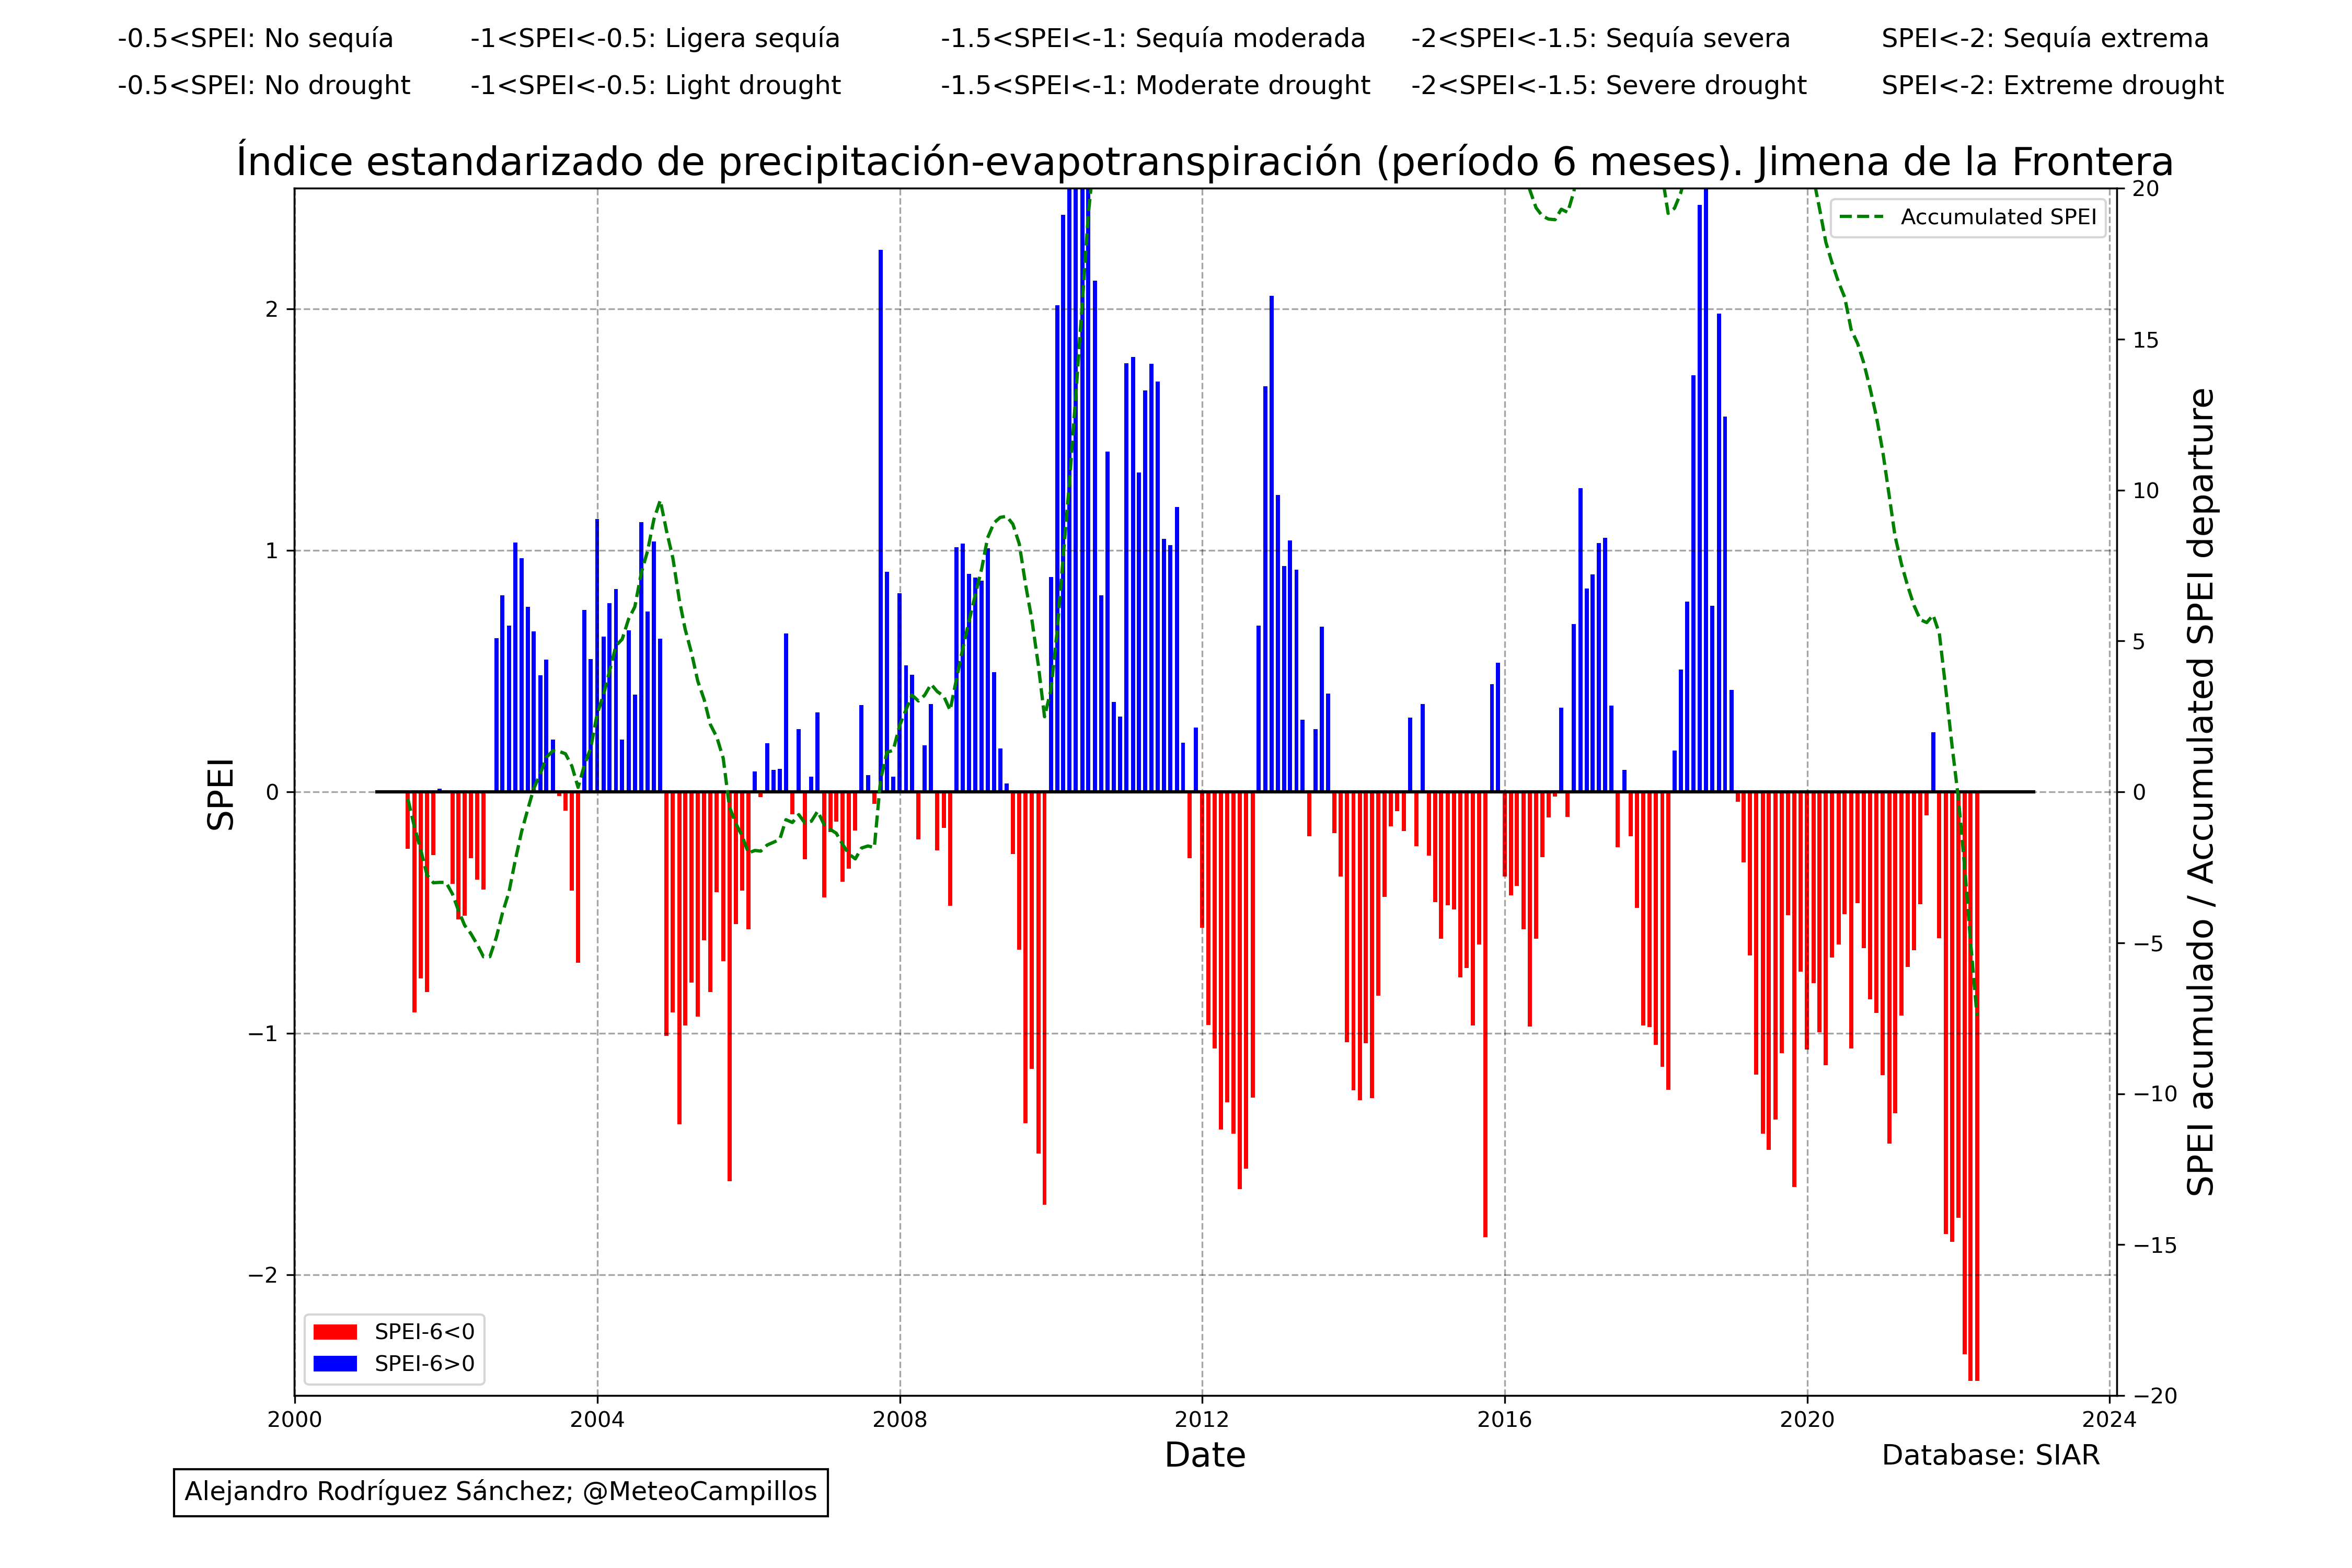 -0.5<SPEI: No sequía -1<SPEI<-0.5: Ligera sequía -1.5<SPEI<-1: Sequía moderada -2<SPEI<-1.5: Sequía severa SPEI<-2: Sequía extrema
-0.5<SPEI: No drought -1<SPEI<-0.5: Light drought -1.5<SPEI<-1: Moderate drought -2<SPEI<-1.5: Severe drought SPEI<-2: Extreme drought
Índice estandarizado de precipitación-evapotranspiración (período 6 meses). Jimena de la Frontera
Accumulated SPEI
SPEI
2
1
0
−1
−2
20
15
10
5
0
−5
−10
−15
−20
SPEI acumulado / Accumulated SPEI departure
SPEI-6<0
SPEI-6>0
2000 2004 2008 2012 2016 2020 2024
Date
Database: SIAR
Alejandro Rodríguez Sánchez; @MeteoCampillos